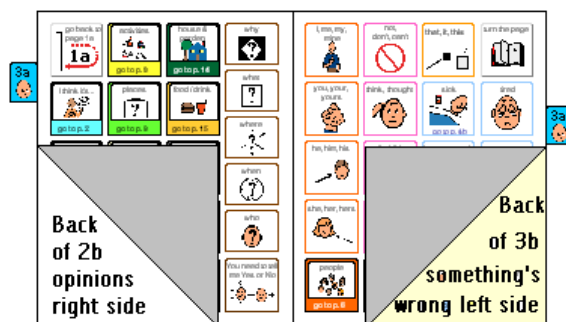 go back to
page 1a
1a
activities
go to p. 9
house &
garden
go to p. 14
why
I think it's...
go to p. 2
places
go to p. 9
food / drink
go to p. 15
what
where
when
who
You need to tell
me Yes or No
3a
Back
of 2b
opinions
right side
I, me, my,
mine
not,
don't, can't
that, it, this
turn the page
you, your,
yours
think, thought
sick
go to p. 4b
tired
he, him, his
she, her, hers
people
go to p. 8
3a
Back
of 3b
something's
wrong left side